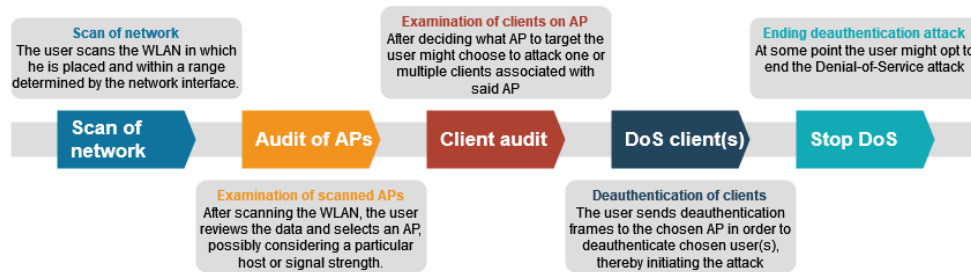 Scan of network
The user scans the WLAN in which
he is placed and within a range
determined by the network interface.
Examination of clients on AP
After deciding what AP to target the
user might choose to attack one or
multiple clients associated with
said AP
Ending deauthentication attack
At some point the user might opt to
end the Denial-of-Service attack
Scan of
network
Audit of APs
Client audit
DoS client(s)
Stop DoS
Examination of scanned APs
After scanning the WLAN, the user
reviews the data and selects an AP,
possibly considering a particular
host or signal strength.
Deauthentication of clients
The user sends deauthentication
frames to the chosen AP in order to
deauthenticate chosen user(s),
thereby initiating the attack